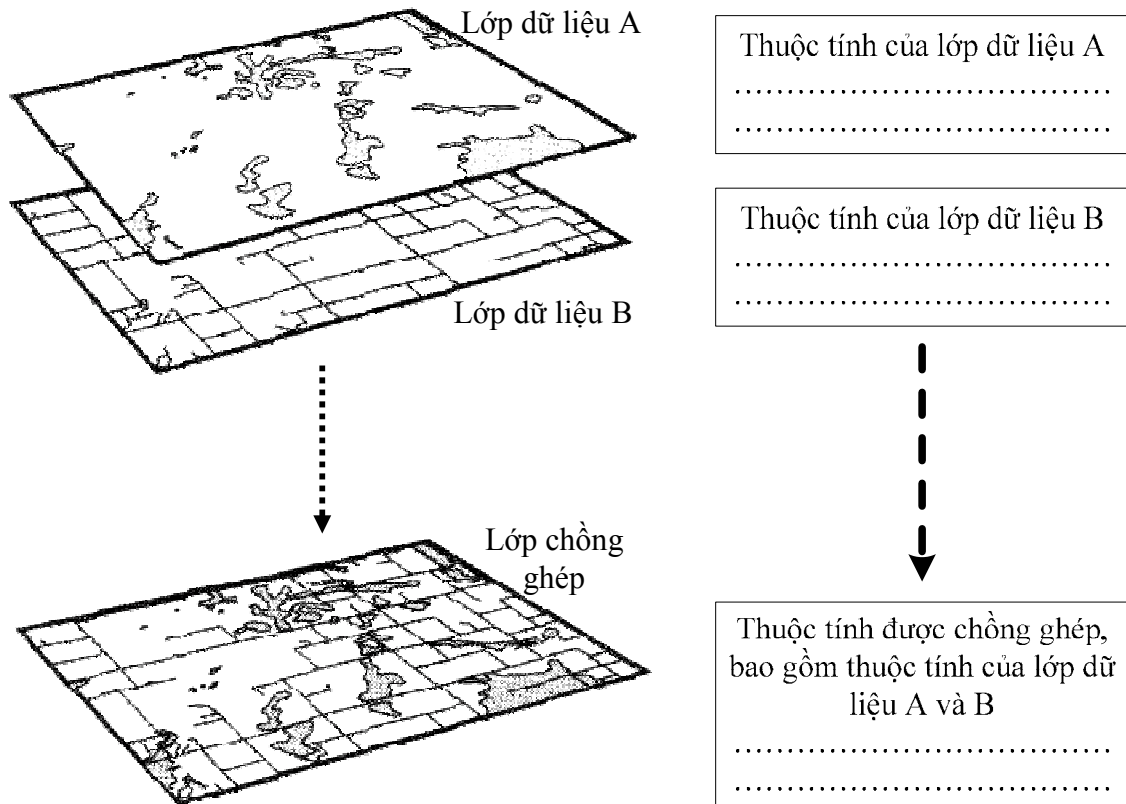 Lớp dữ liệu A
Thuộc tính của lớp dữ liệu A
........................................
........................................
Thuộc tính của lớp dữ liệu B
........................................
........................................
Lớp dữ liệu B
Lớp chồng
ghép
Thuộc tính được chồng ghép,
bao gồm thuộc tính của lớp dữ
liệu A và B
........................................
........................................